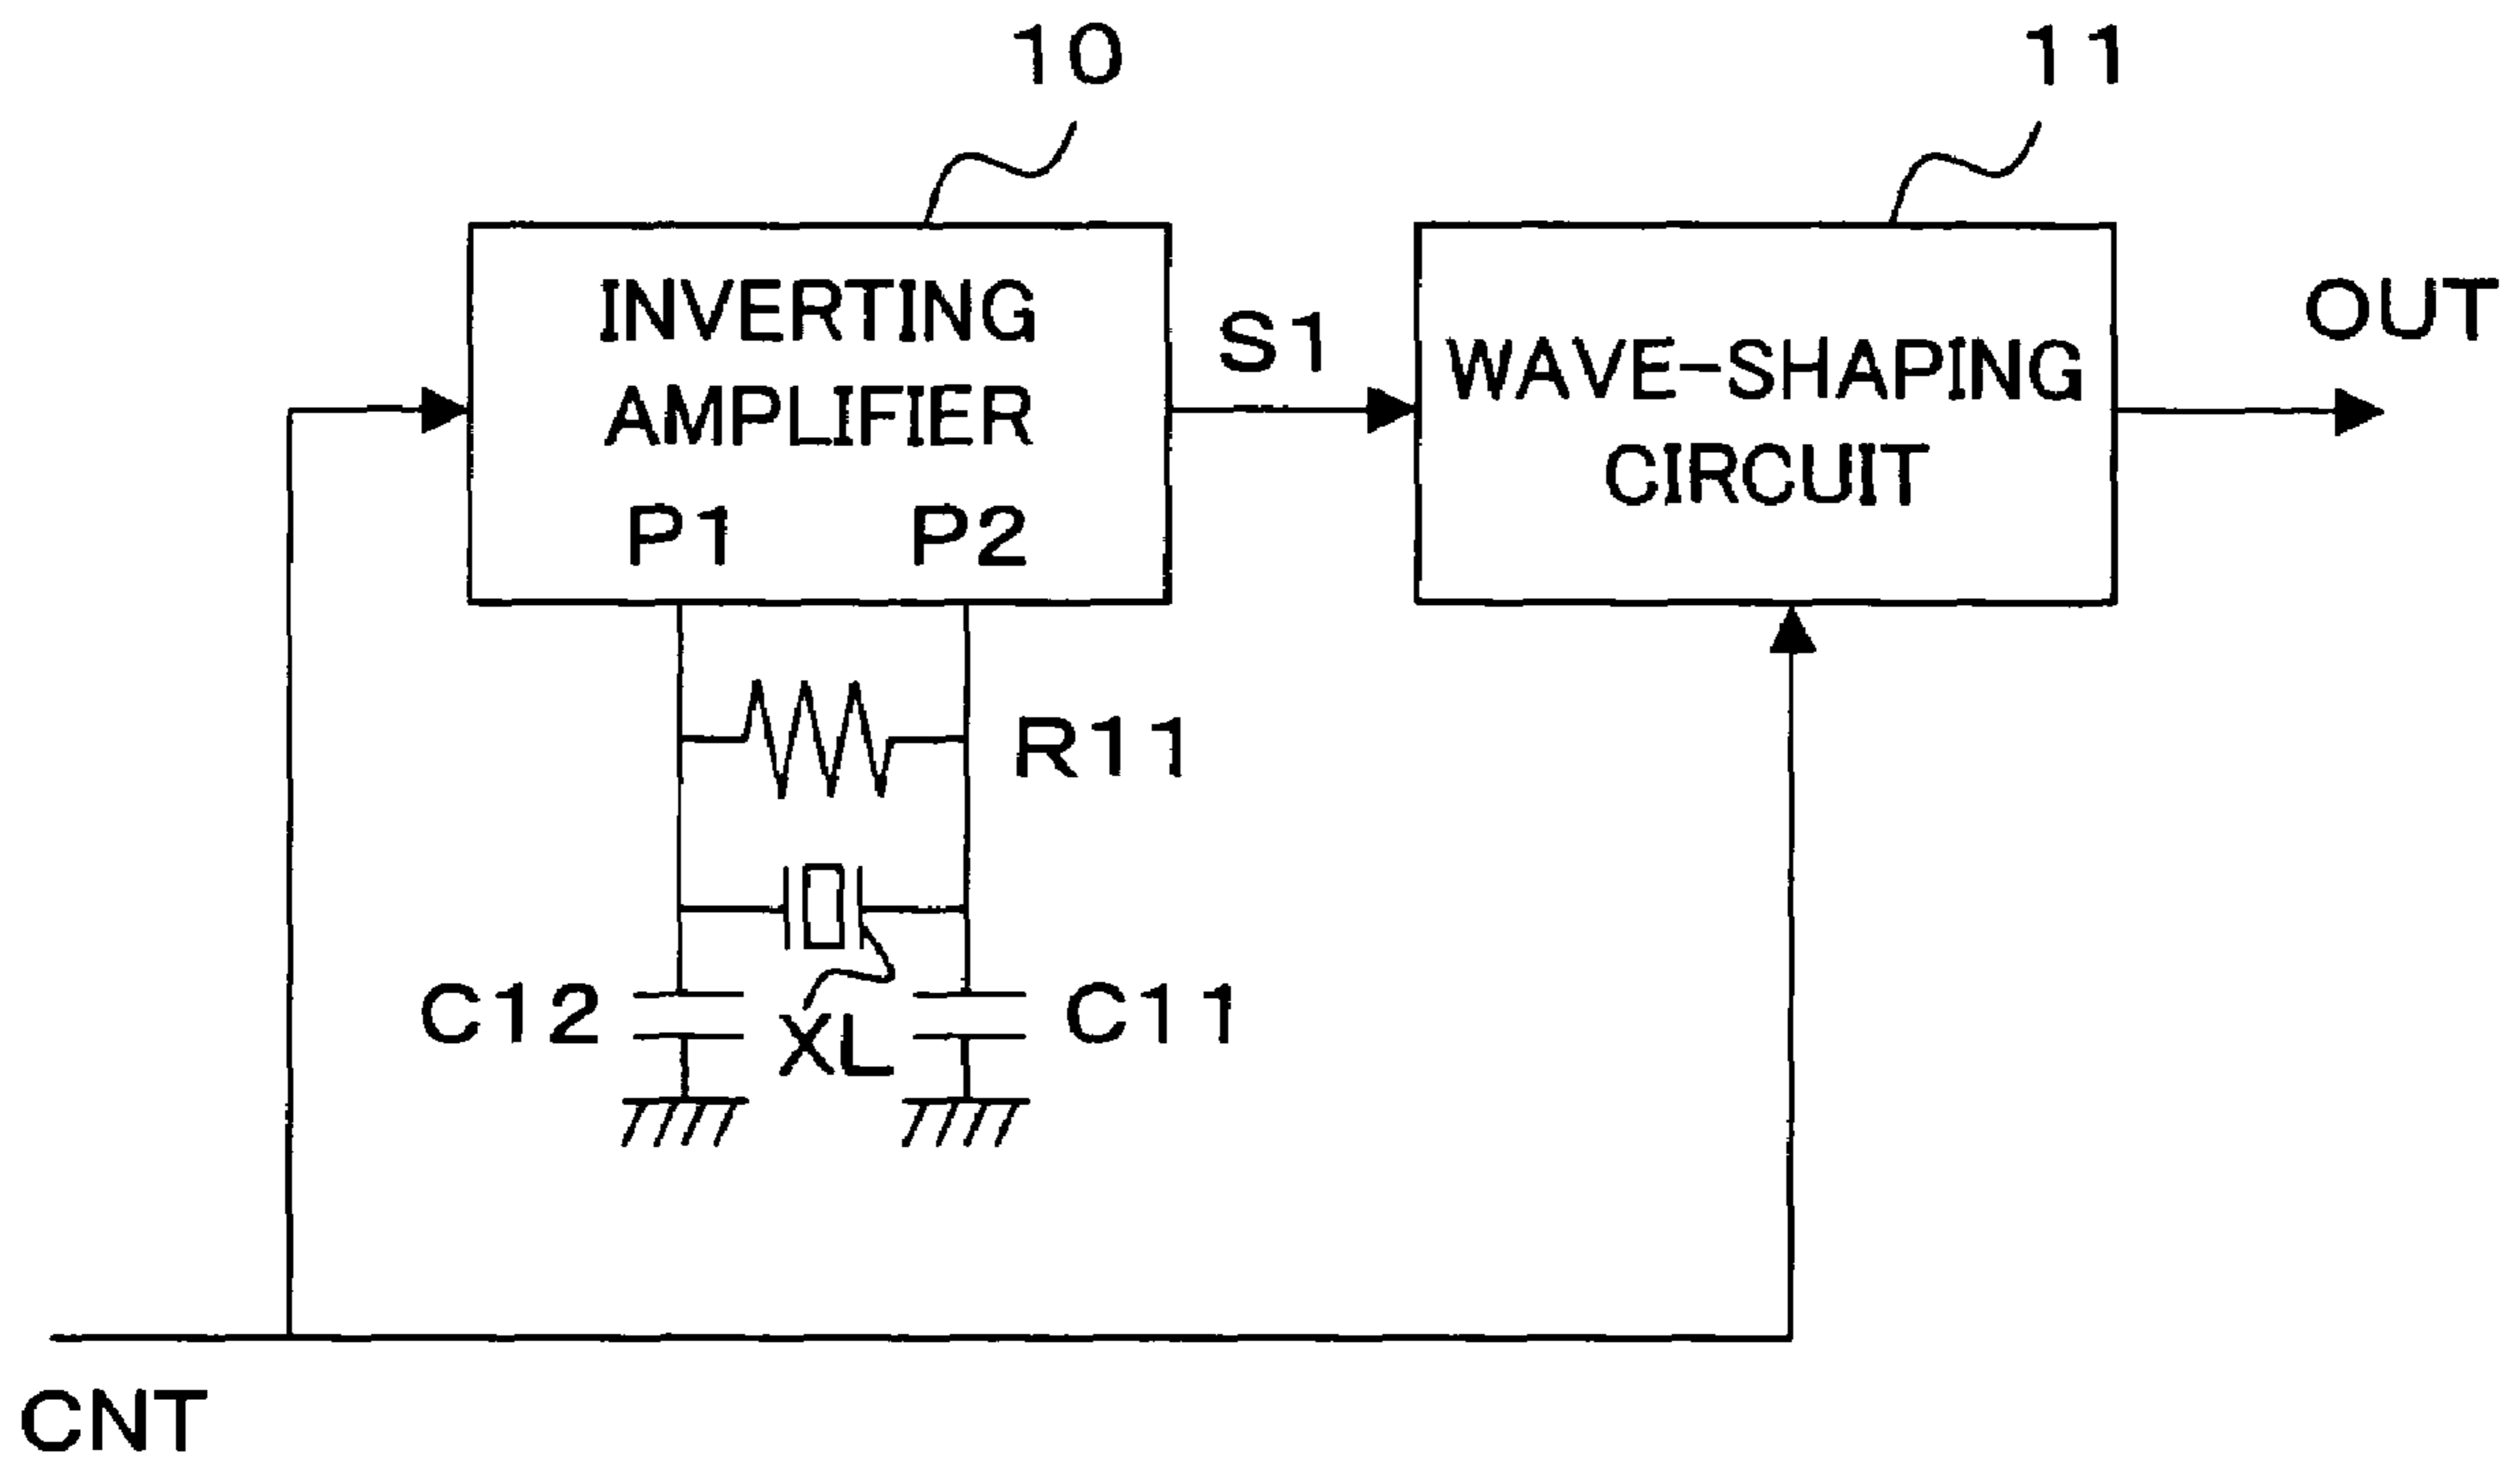 10
11
INVERTING
AMPLIFIER
P1 P2
S1
WAVE-SHAPING
CIRCUIT
OUT
R11
C12
XL
C11
CNT